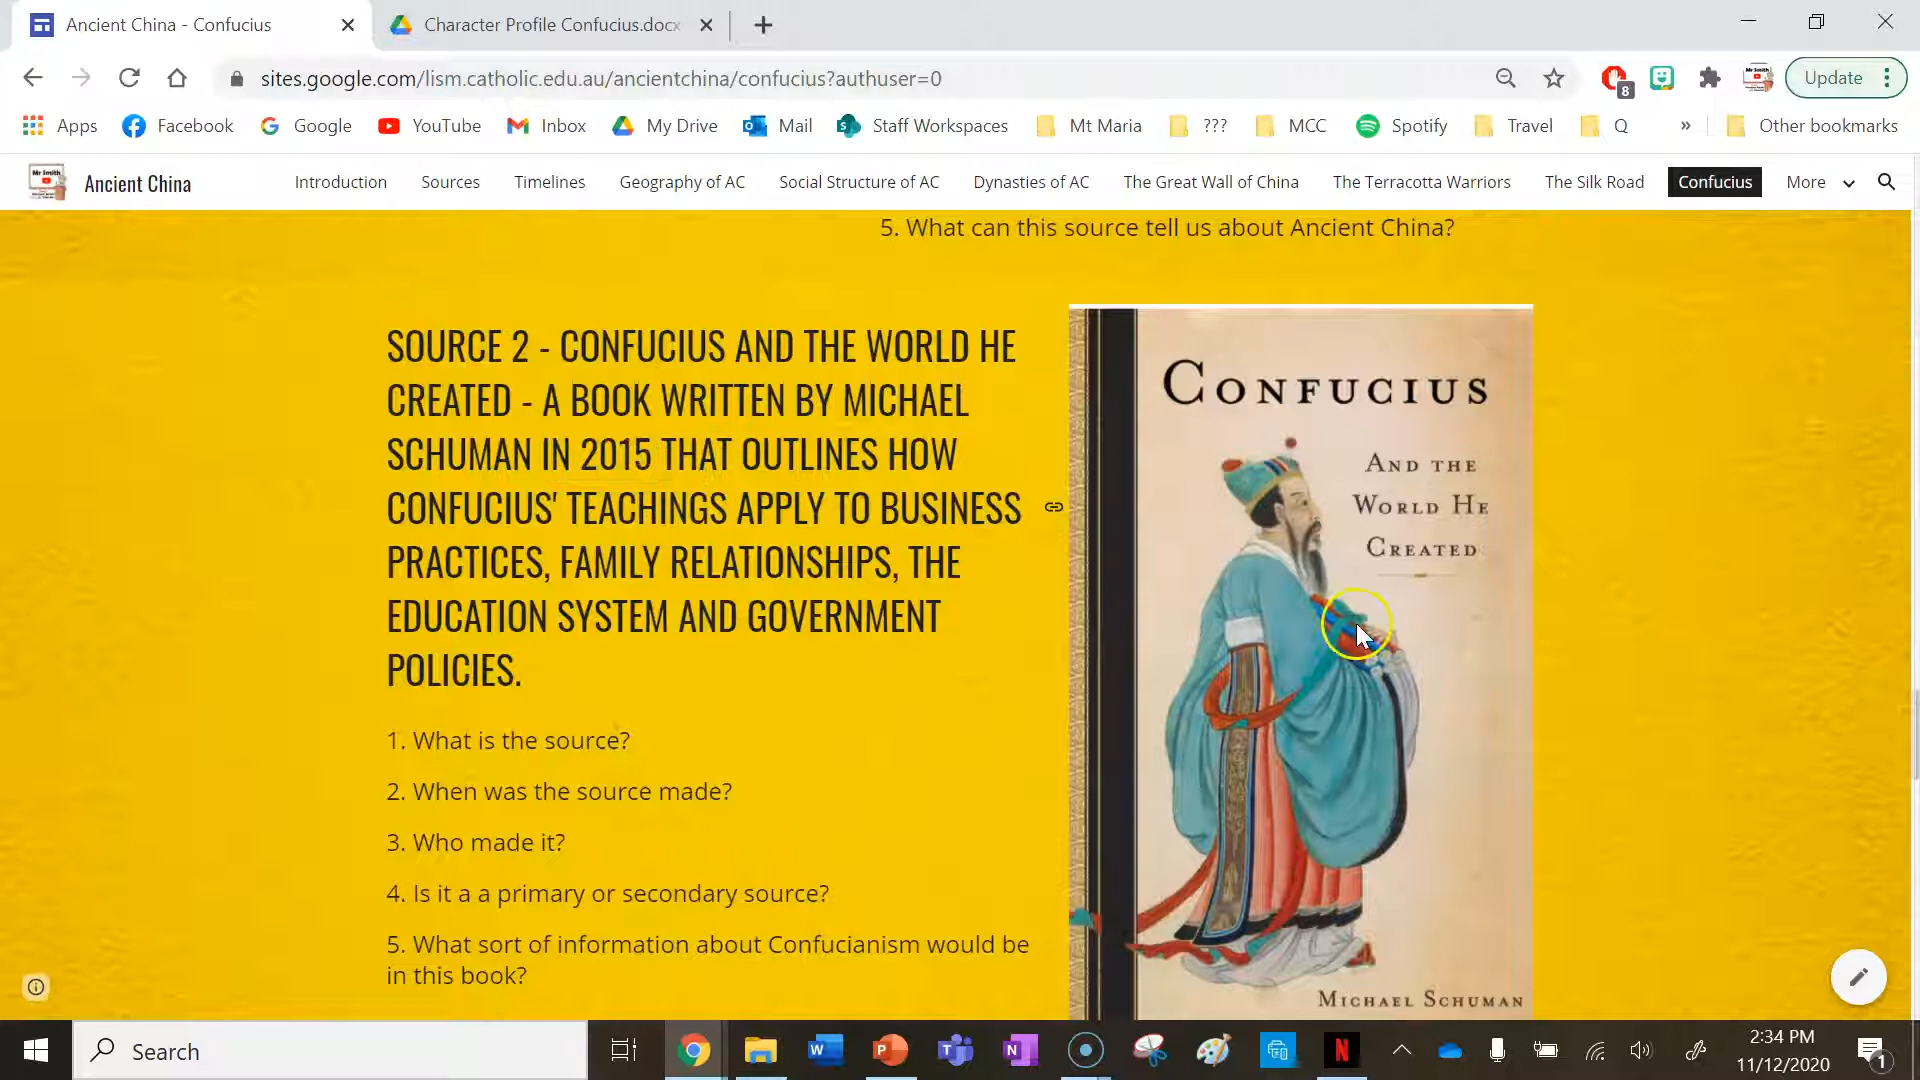 Ancient China - Confucius
Character Profile Confucius.docx
sites.google.com/lism.catholic.edu.au/ancientchina/confucius?authuser=0
8
Update
Apps
Facebook
Google
YouTube
Inbox
My Drive
Mail
Staff Workspaces
Mt Maria
???
MCC
Spotify
Travel
Q
»
Other bookmarks
Mr Smith
Ancient China
Introduction
Sources
Timelines
Geography of AC
Social Structure of AC
Dynasties of AC
The Great Wall of China
The Terracotta Warriors
The Silk Road
Confucius
More
5. What can this source tell us about Ancient China?
SOURCE 2 - CONFUCIUS AND THE WORLD HE
CREATED - A BOOK WRITTEN BY MICHAEL
SCHUMAN IN 2015 THAT OUTLINES HOW
CONFUCIUS' TEACHINGS APPLY TO BUSINESS
PRACTICES, FAMILY RELATIONSHIPS, THE
EDUCATION SYSTEM AND GOVERNMENT
POLICIES.
1. What is the source?
2. When was the source made?
3. Who made it?
4. Is it a a primary or secondary source?
5. What sort of information about Confucianism would be
in this book?
CONFUCIUS
AND THE
WORLD HE
CREATED
MICHAEL SCHUMAN
Search
2:34 PM
11/12/2020
1